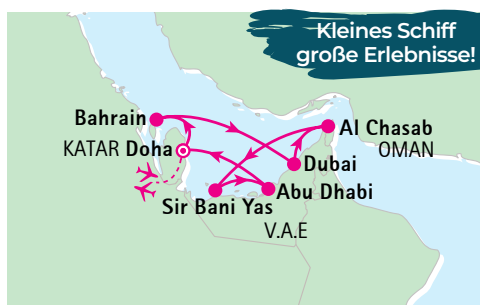 Kleines Schiff
große Erlebnisse!
Bahrain
KATAR Doha
Al Chasab
OMAN
Dubai
Abu Dhabi
Sir Bani Yas
V.A.E